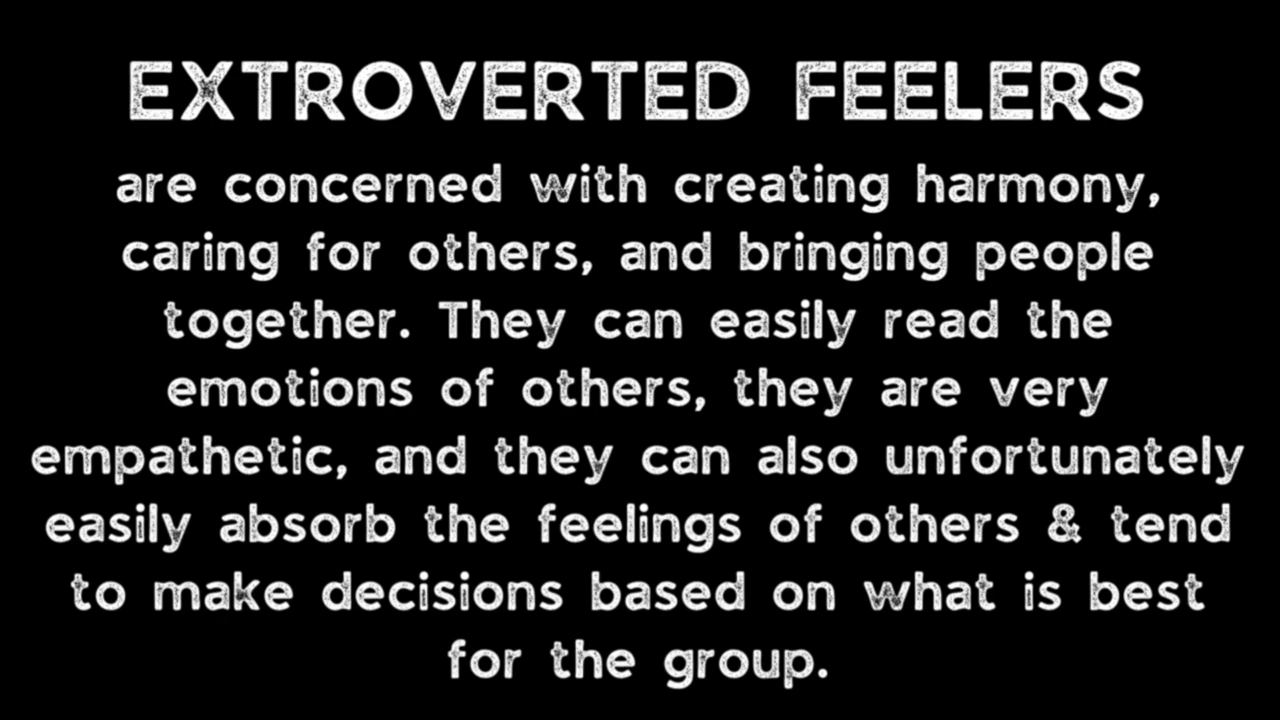 EXTROVERTED FEELERS
are concerned with creating harmony,
caring for others, and bringing people
together. They can easily read the
emotions of others, they are very
empathetic, and they can also unfortunately
easily absorb the feelings of others & tend
to make decisions based on what is best
for the group.